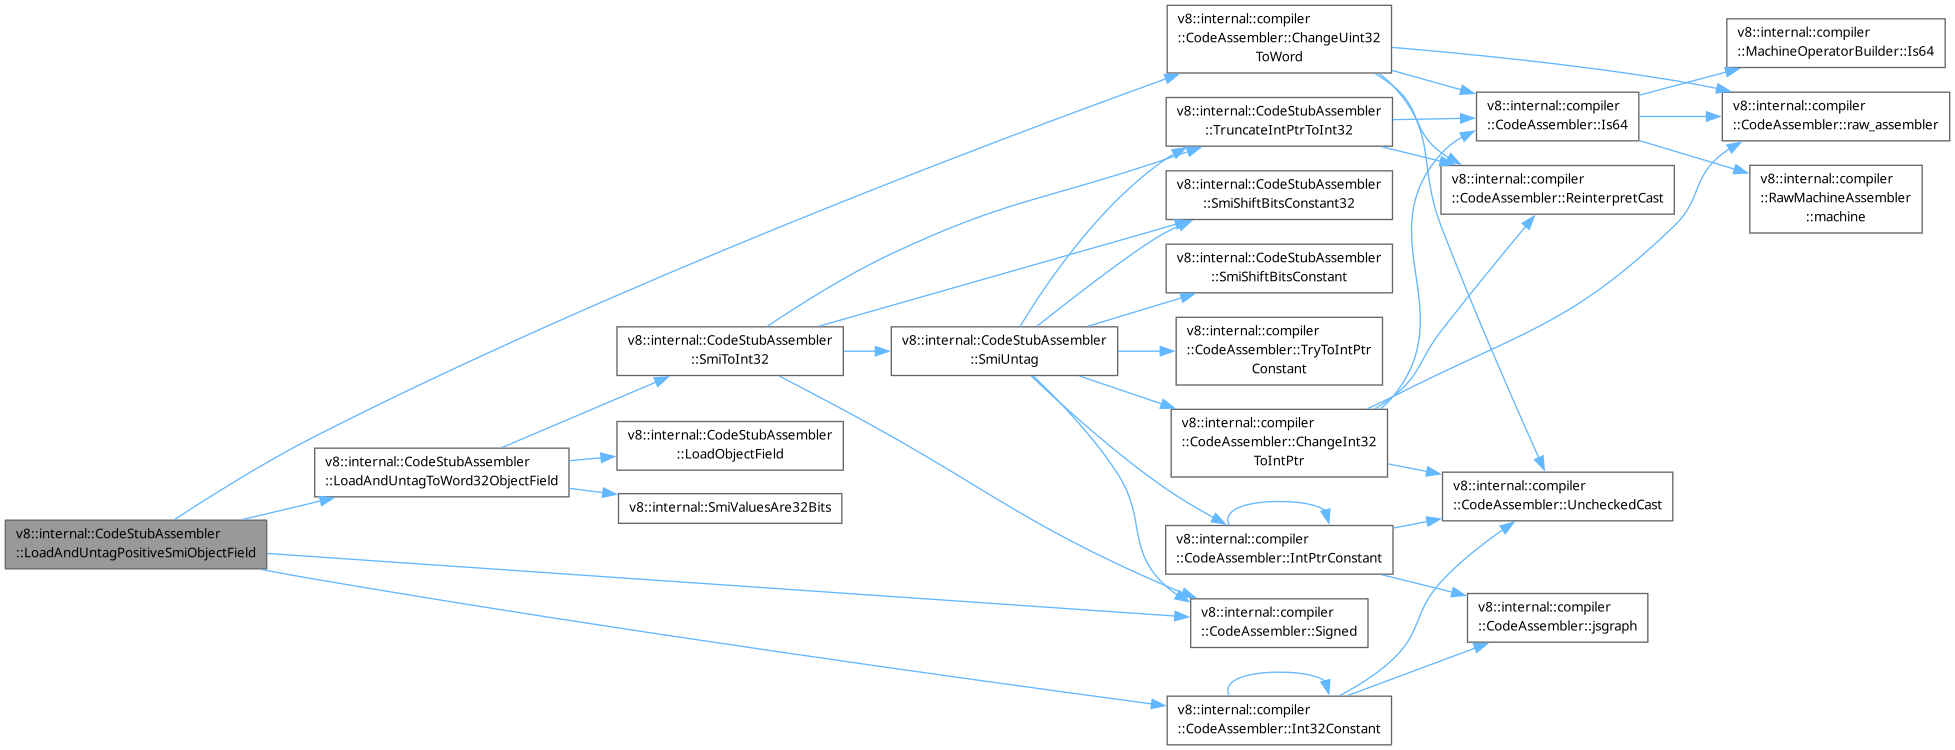 v8::internal::CodeStubAssembler
::LoadAndUntagPositiveSmiObjectField
v8::internal::CodeStubAssembler
::LoadAndUntagToWord32ObjectField
v8::internal::CodeStubAssembler
::SmiToInt32
v8::internal::CodeStubAssembler
::LoadObjectField
v8::internal::SmiValuesAre32Bits
v8::internal::CodeStubAssembler
::SmiUntag
v8::internal::compiler
::CodeAssembler::ChangeUint32
ToWord
v8::internal::CodeStubAssembler
::TruncateIntPtrToInt32
v8::internal::CodeStubAssembler
::SmiShiftBitsConstant32
v8::internal::CodeStubAssembler
::SmiShiftBitsConstant
v8::internal::compiler
::CodeAssembler::TryToIntPtr
Constant
v8::internal::compiler
::CodeAssembler::ChangeInt32
ToIntPtr
v8::internal::compiler
::CodeAssembler::IntPtrConstant
v8::internal::compiler
::CodeAssembler::Signed
v8::internal::compiler
::CodeAssembler::Int32Constant
v8::internal::compiler
::CodeAssembler::Is64
v8::internal::compiler
::CodeAssembler::ReinterpretCast
v8::internal::compiler
::CodeAssembler::UncheckedCast
v8::internal::compiler
::CodeAssembler::jsgraph
v8::internal::compiler
::MachineOperatorBuilder::Is64
v8::internal::compiler
::CodeAssembler::raw_assembler
v8::internal::compiler
::RawMachineAssembler
::machine